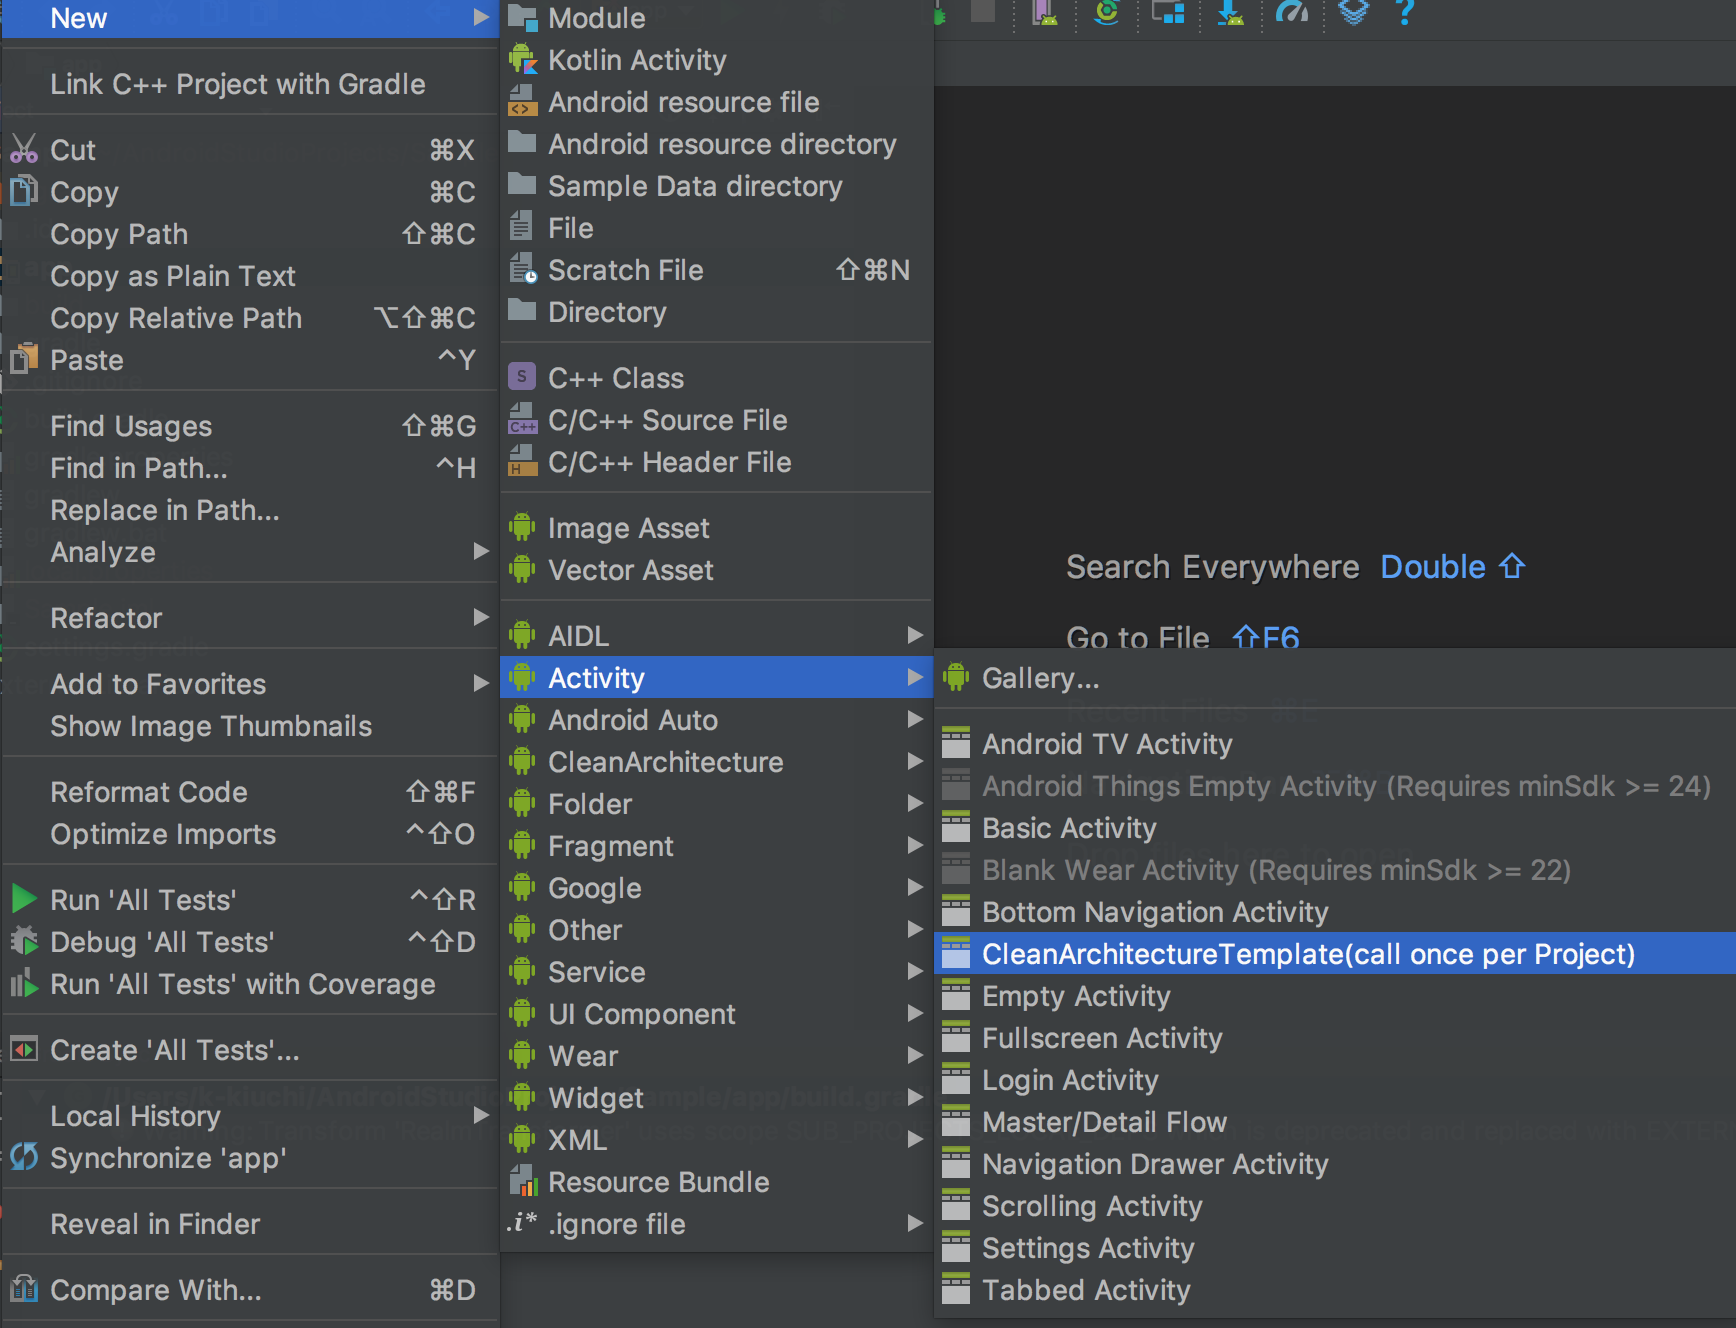 New
Link C++ Project with Gradle
Cut ⌘X
Copy ⌘C
Copy Path ⇧⌘C
Copy as Plain Text
Copy Relative Path ⌥⇧⌘C
Paste ^Y
Find Usages ⇧⌘G
Find in Path... ^H
Replace in Path...
Analyze
Refactor
Add to Favorites
Show Image Thumbnails
Reformat Code ⇧⌘F
Optimize Imports ^⇧O
Run 'All Tests' ^⇧R
Debug 'All Tests' ^⇧D
Run 'All Tests' with Coverage
Create 'All Tests'...
Local History
Synchronize 'app'
Reveal in Finder
Compare With... ⌘D
Module
Kotlin Activity
Android resource file
Android resource directory
Sample Data directory
File
Scratch File ⇧⌘N
Directory
C++ Class
C/C++ Source File
C/C++ Header File
Image Asset
Vector Asset
AIDL
Activity
Android Auto
CleanArchitecture
Folder
Fragment
Google
Other
Service
UI Component
Wear
Widget
XML
Resource Bundle
.i* .ignore file
Search Everywhere Double ⇧
Go to File ⇧F6
Gallery...
Recent Files ⌘E
Android TV Activity
Android Things Empty Activity (Requires minSdk >= 24)
Basic Activity
Blank Wear Activity (Requires minSdk >= 22)
Bottom Navigation Activity
CleanArchitectureTemplate(call once per Project)
Empty Activity
Fullscreen Activity
Login Activity
Master/Detail Flow
Navigation Drawer Activity
Scrolling Activity
Settings Activity
Tabbed Activity